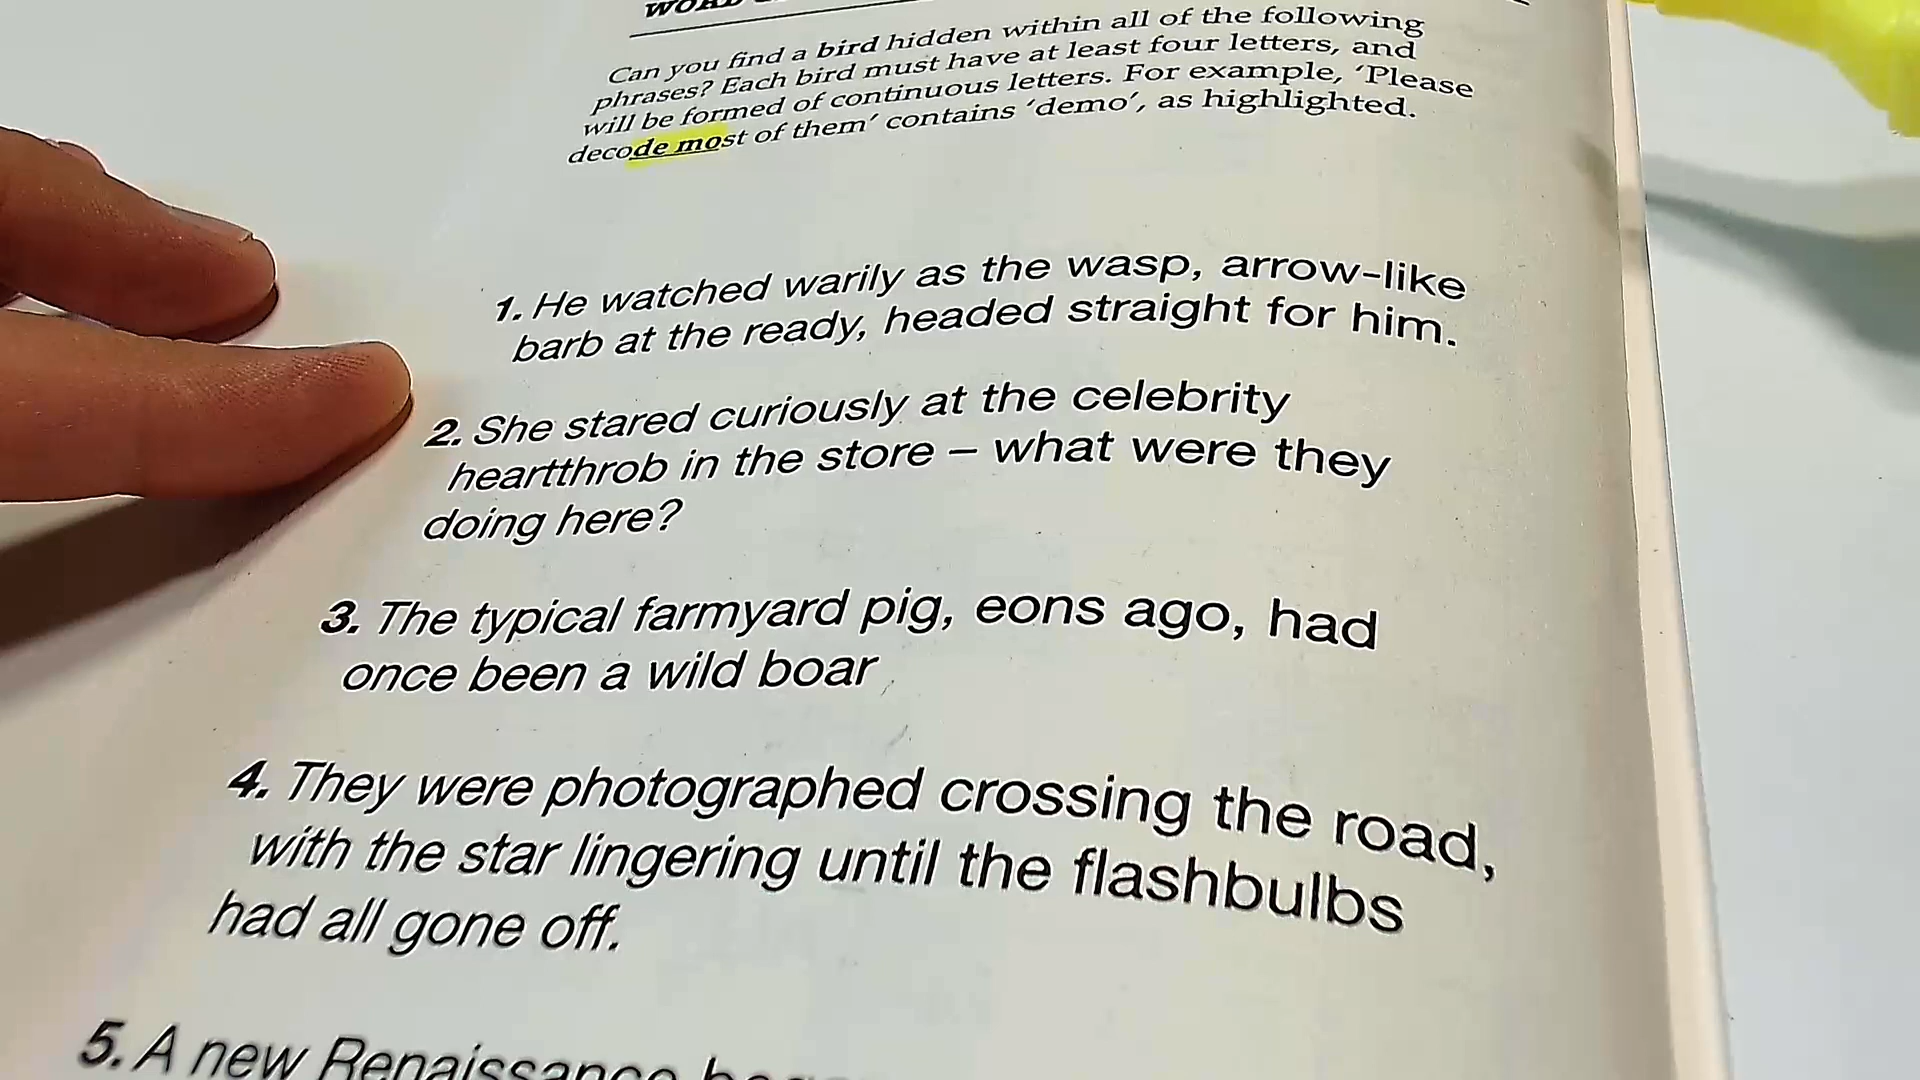 Can you find a bird hidden within all of the following
phrases? Each bird must have at least four letters, and
will be formed of continuous letters. For example, ‘Please
decode most of them’ contains ‘demo’, as highlighted.
1. He watched warily as the wasp, arrow-like
barb at the ready, headed straight for him.
2. She stared curiously at the celebrity
heartthrob in the store – what were they
doing here?
3. The typical farmyard pig, eons ago, had
once been a wild boar
4. They were photographed crossing the road,
with the star lingering until the flashbulbs
had all gone off.
5. A new Renaissance